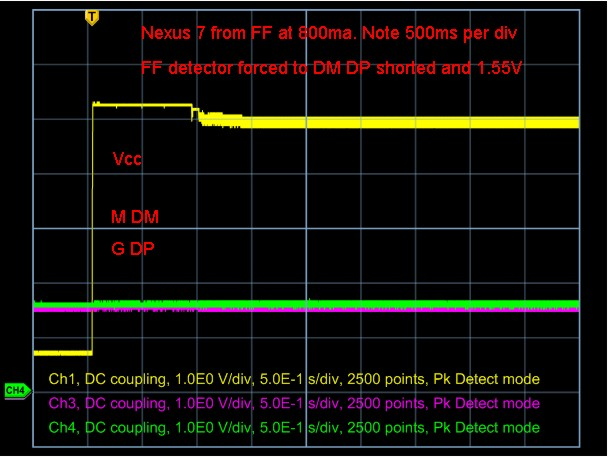 T
Nexus 7 from FF at 800ma. Note 500ms per div
FF detector forced to DM DP shorted and 1.55V
Vcc
M DM
G DP
Ch1, DC coupling, 1.0E0 V/div, 5.0E-1 s/div, 2500 points, Pk Detect mode
CH4
Ch3, DC coupling, 1.0E0 V/div, 5.0E-1 s/div, 2500 points, Pk Detect mode
Ch4, DC coupling, 1.0E0 V/div, 5.0E-1 s/div, 2500 points, Pk Detect mode